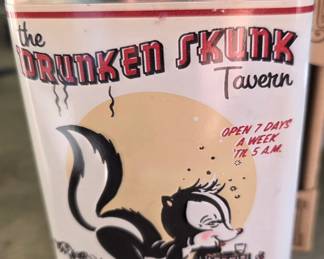 the
DRUNKEN SKUNK
Tavern
OPEN 7 DAYS
A WEEK
'TIL 5 A.M.